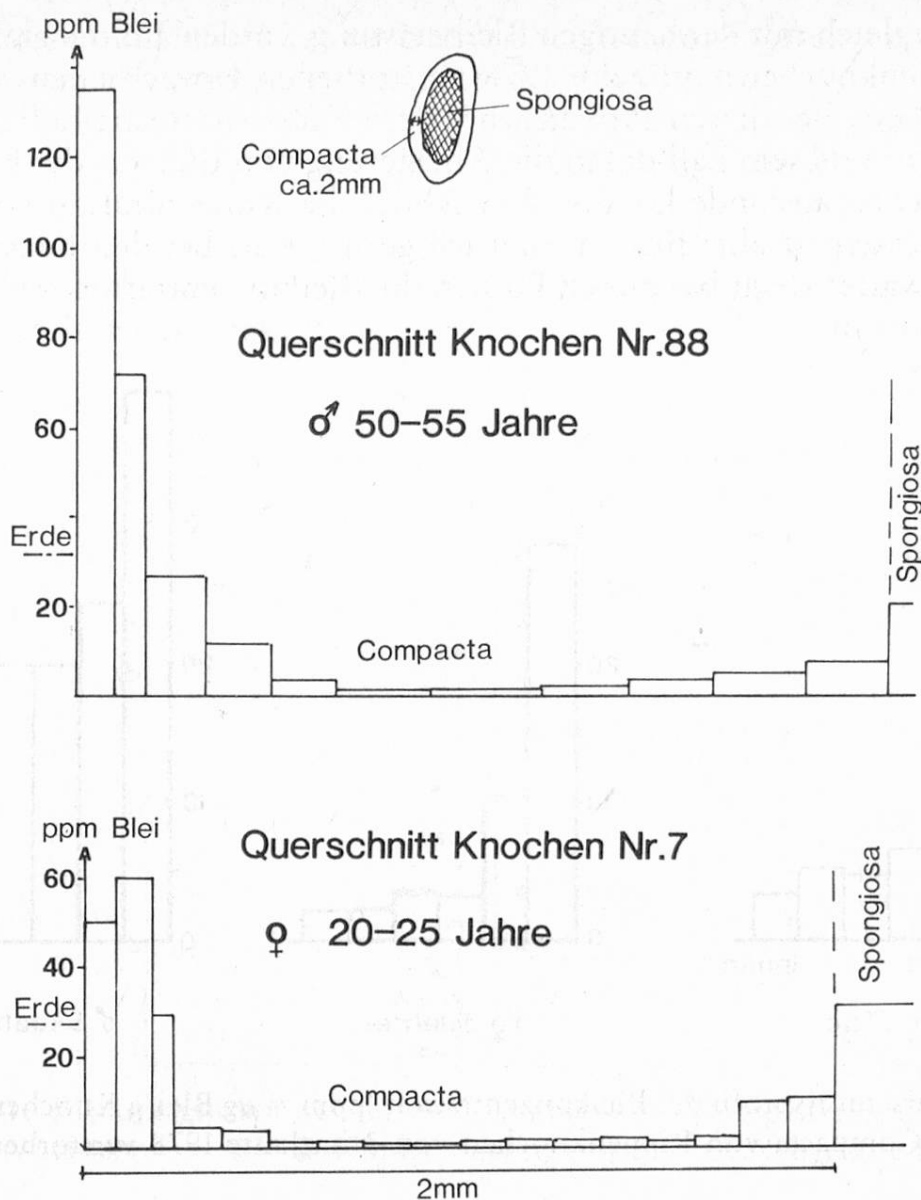 ppm Blei
120
100
80
60
Erde
20
Spongiosa
Compacta
ca.2mm
Querschnitt Knochen Nr.88
♂ 50–55 Jahre
Compacta
Spongiosa
ppm Blei
60
40
Erde
20
Querschnitt Knochen Nr.7
♀ 20–25 Jahre
Compacta
Spongiosa
2mm